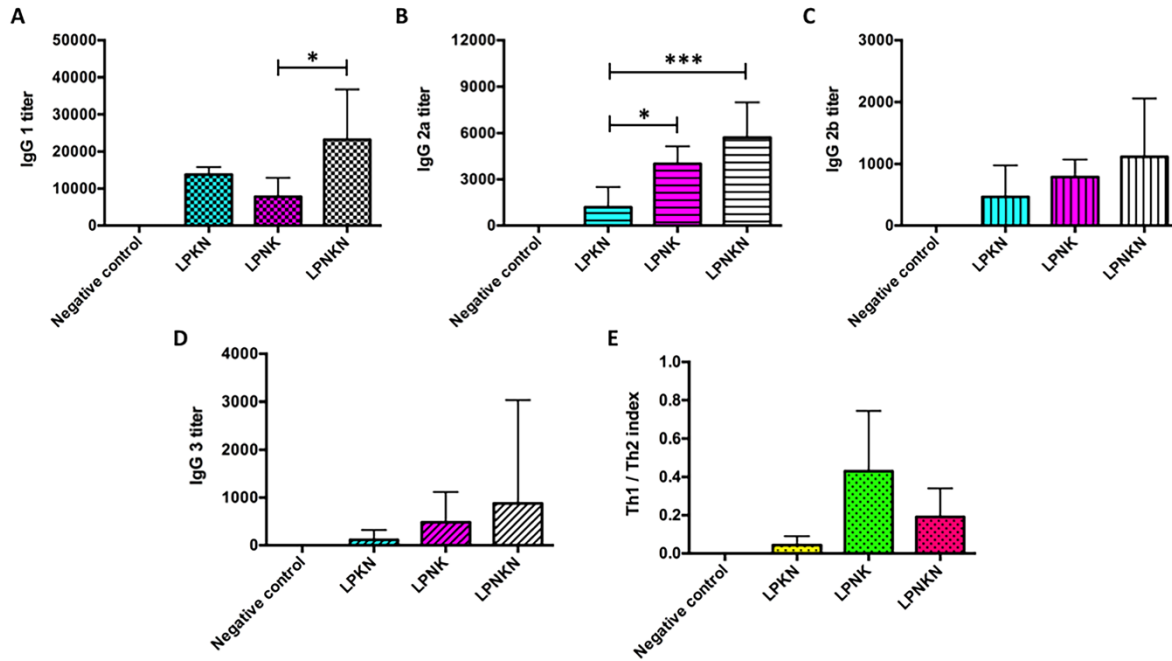 A
IgG 1 titer
50000
40000
30000
20000
10000
0
*
Negative control
LPKN
LPNK
LPNKN
B
IgG 2a titer
12000
9000
6000
3000
0
***
*
Negative control
LPKN
LPNK
LPNKN
C
IgG 2b titer
3000
2000
1000
0
Negative control
LPKN
LPNK
LPNKN
D
IgG 3 titer
4000
3000
2000
1000
0
Negative control
LPKN
LPNK
LPNKN
E
Th1 / Th2 index
1.0
0.8
0.6
0.4
0.2
0.0
Negative control
LPKN
LPNK
LPNKN